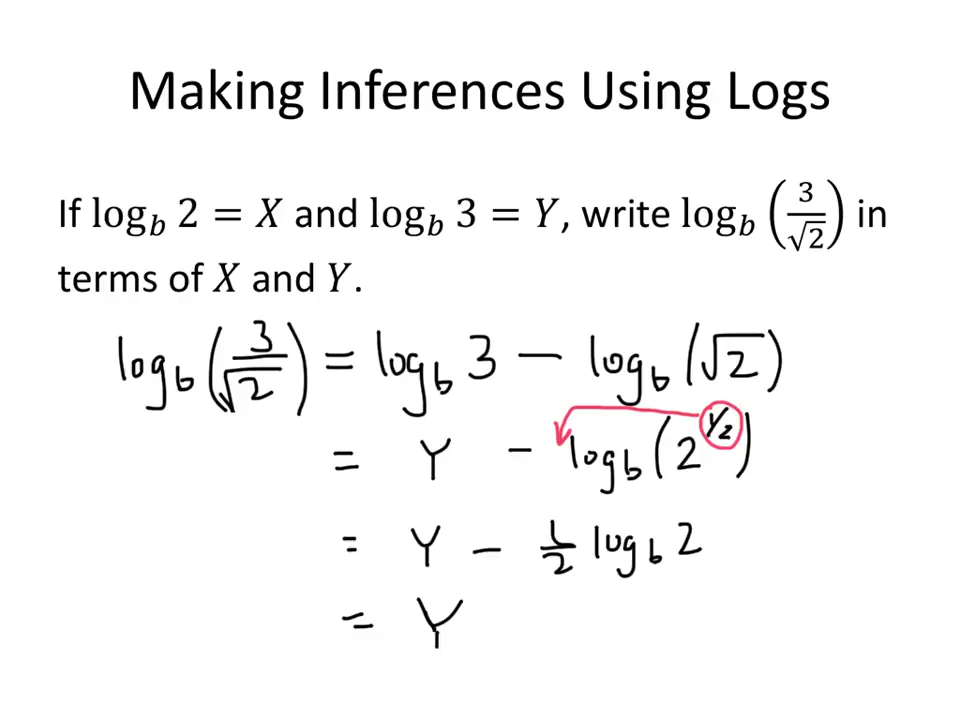 Making Inferences Using Logs
If log_b 2 = X and log_b 3 = Y, write log_b (3/√2) in
terms of X and Y.
log_b (3/√2) = log_b 3 − log_b (√2)
= Y − log_b (2^(1/2))
= Y − 1/2 log_b 2
= Y